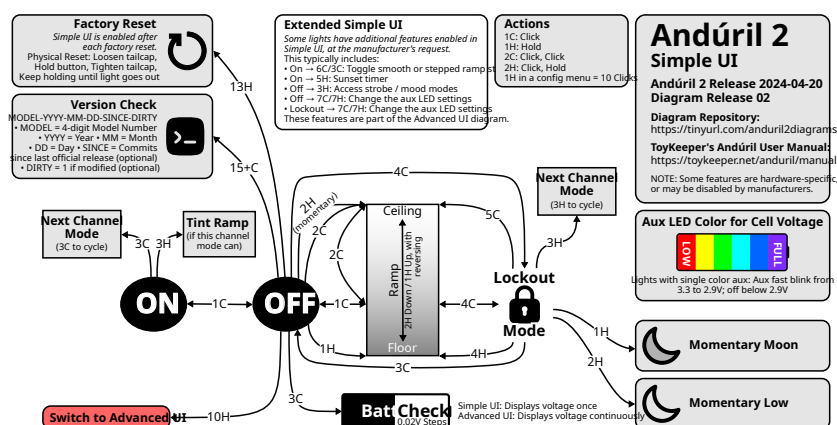 Factory Reset
Simple UI is enabled after
each factory reset.
Physical Reset: Loosen tailcap,
Hold button, Tighten tailcap,
Keep holding until light goes out
Version Check
MODEL-YYYY-MM-DD-SINCE-DIRTY
• MODEL = 4-digit Model Number
• YYYY = Year • MM = Month
• DD = Day • SINCE = Commits
since last official release (optional)
• DIRTY = 1 if modified (optional)
Extended Simple UI
Some lights have additional features enabled in
Simple UI, at the manufacturer's request.
This typically includes:
• On → 6C/3C: Toggle smooth or stepped ramp st
• On → 5H: Sunset timer
• Off → 3H: Access strobe / mood modes
• Off → 7C/7H: Change the aux LED settings
• Lockout → 7C/7H: Change the aux LED settings
These features are part of the Advanced UI diagram.
Actions
1C: Click
1H: Hold
2C: Click, Click
2H: Click, Hold
1H in a config menu = 10 Clicks
Andúril 2
Simple UI
Andúril 2 Release 2024-04-20
Diagram Release 02
Diagram Repository:
https://tinyurl.com/anduril2diagrams
ToyKeeper's Andúril User Manual:
https://toykeeper.net/anduril/manual
NOTE: Some features are hardware-specific,
or may be disabled by manufacturers.
Aux LED Color for Cell Voltage
LOW
FULL
Lights with single color aux: Aux fast blink from
3.3 to 2.9V; off below 2.9V
13H
15+C
4C
Next Channel
Mode
(3H to cycle)
Next Channel
Mode
(3C to cycle)
Tint Ramp
(if this channel
mode can)
3C
3H
2H
(momentary)
2C
2C
Ceiling
Ramp
2H Down / 1H Up, with
reversing
Floor
5C
3H
ON
1C
OFF
1C
4C
Lockout
Mode
1H
4H
3C
1H
2H
Momentary Moon
Momentary Low
Switch to Advanced UI
10H
3C
Batt Check
0.02V Steps
Simple UI: Displays voltage once
Advanced UI: Displays voltage continuously